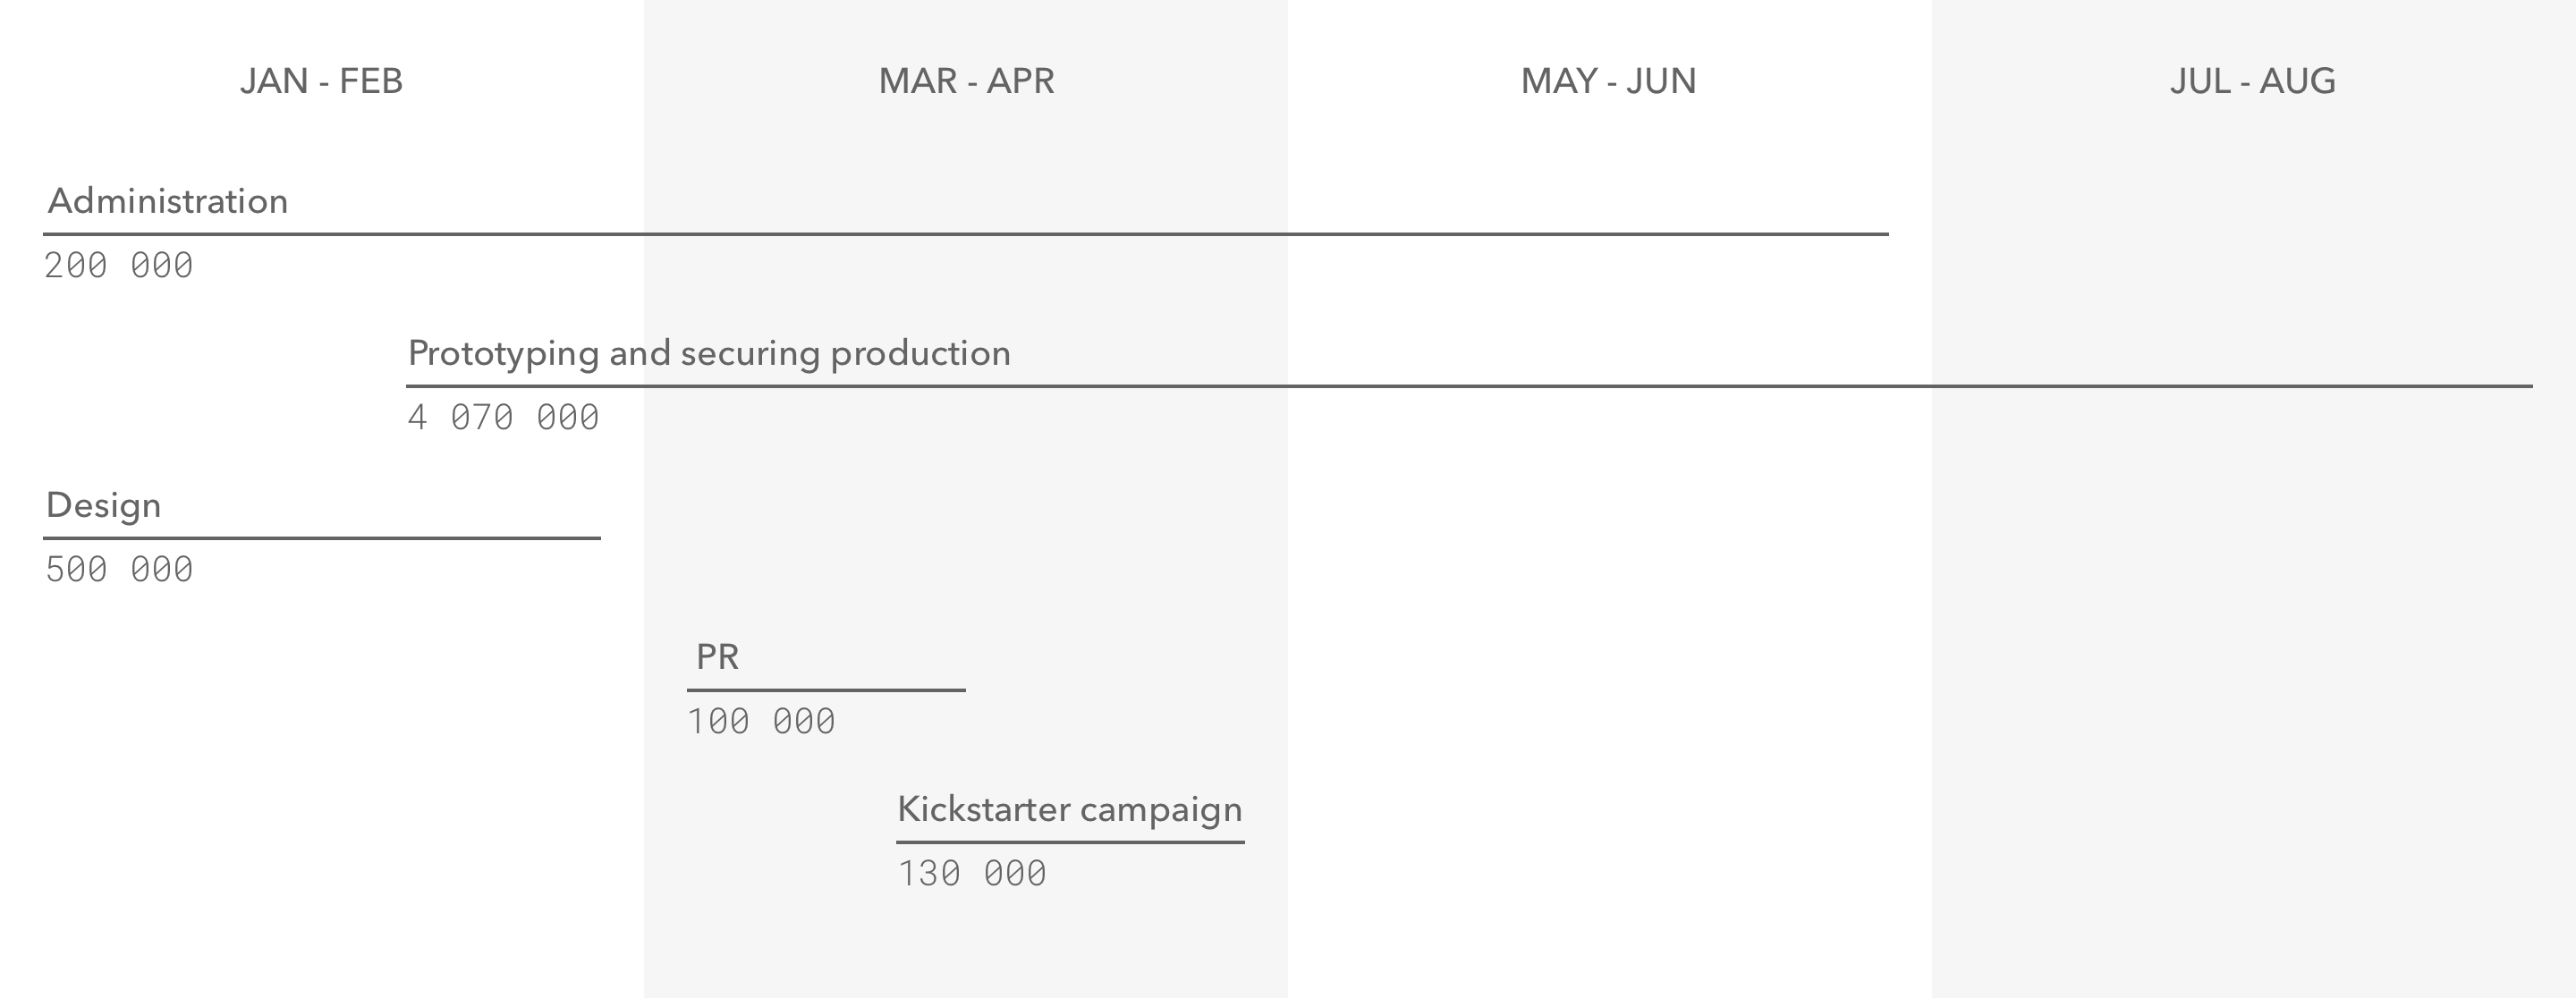 JAN - FEB
MAR - APR
MAY - JUN
JUL - AUG
Administration
200 000
Prototyping and securing production
4 070 000
Design
500 000
PR
100 000
Kickstarter campaign
130 000